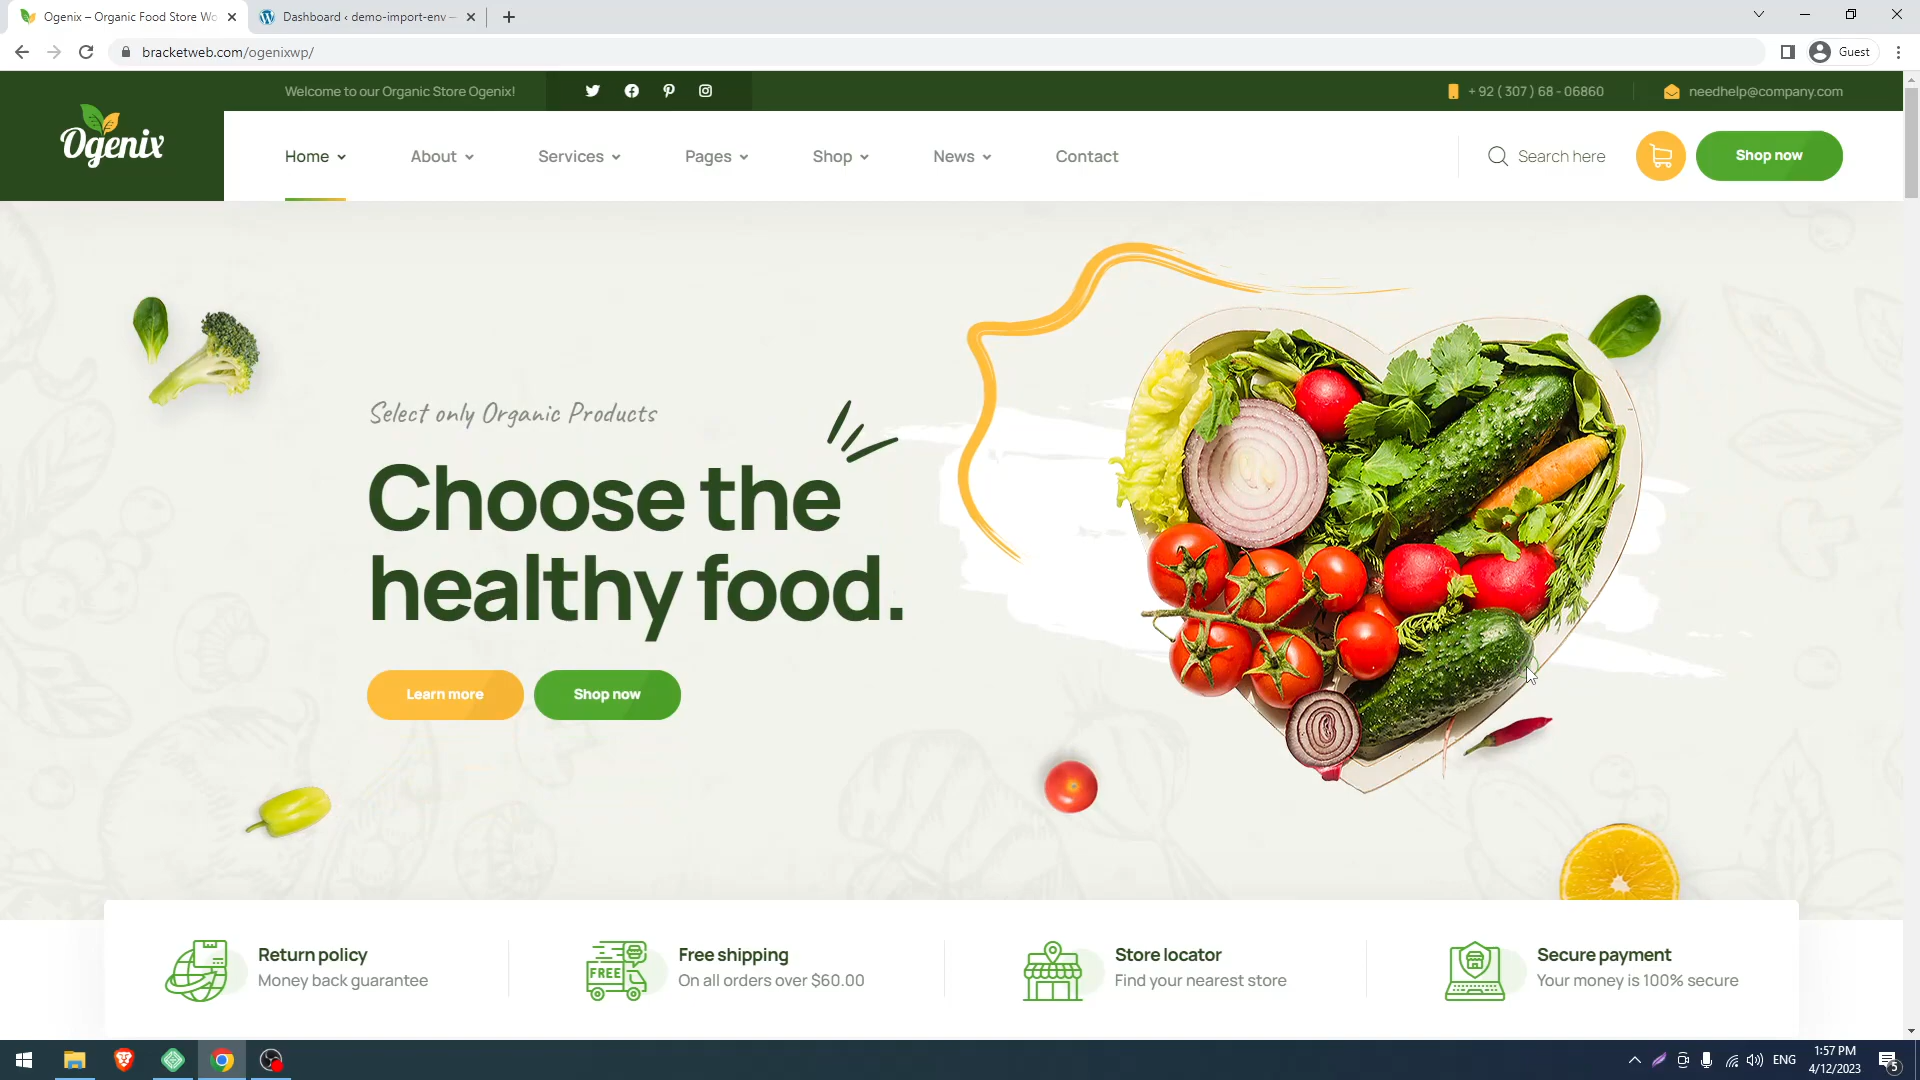 Ogenix – Organic Food Store Wo
Dashboard ‹ demo-import-env —
bracketweb.com/ogenixwp/
Guest
Welcome to our Organic Store Ogenix!
+ 92 ( 307 ) 68 - 06860
needhelp@company.com
Ogenix
Home
About
Services
Pages
Shop
News
Contact
Search here
Shop now
Select only Organic Products
Choose the
healthy food.
Learn more
Shop now
Return policy
Money back guarantee
FREE
Free shipping
On all orders over $60.00
Store locator
Find your nearest store
Secure payment
Your money is 100% secure
ENG
1:57 PM
4/12/2023
5